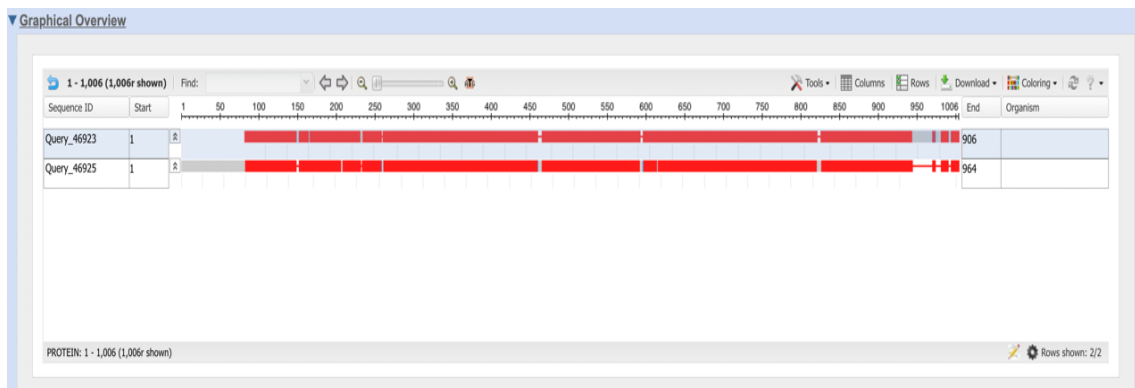 Graphical Overview
1 - 1,006 (1,006r shown) Find: Tools Columns Rows Download Coloring ?
Sequence ID Start 1 50 100 150 200 250 300 350 400 450 500 550 600 650 700 750 800 850 900 950 1006 End Organism
Query_46923 1 906
Query_46925 1 964
PROTEIN: 1 - 1,006 (1,006r shown) Rows shown: 2/2